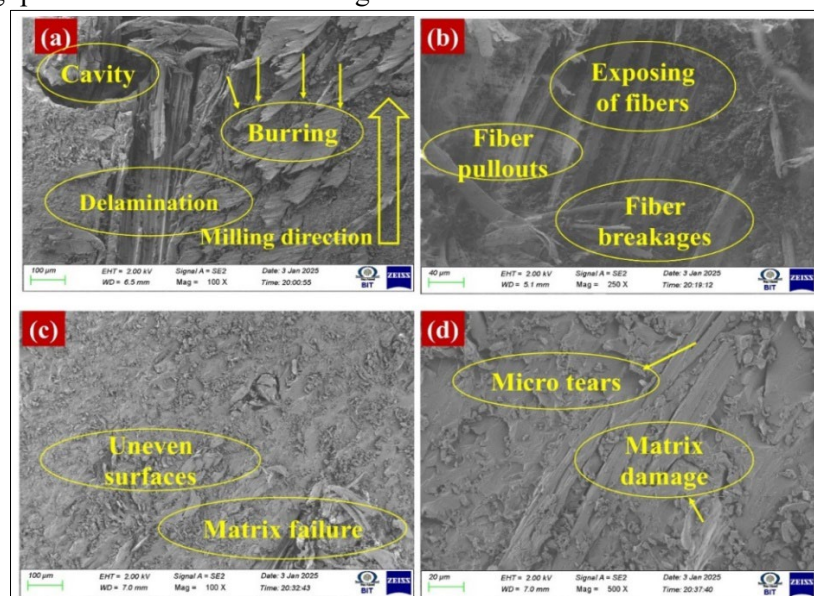 (a)
Cavity
Burring
Delamination
Milling direction
100 µm
EHT = 2.00 kV
Signal A = SE2
Date: 3 Jan 2025
WD = 6.5 mm
Mag = 100 X
Time: 20:00:55
BIT
ZEISS
(b)
Exposing
of fibers
Fiber
pullouts
Fiber
breakages
40 µm
EHT = 2.00 kV
Signal A = SE2
Date: 3 Jan 2025
WD = 5.1 mm
Mag = 250 X
Time: 20:19:12
BIT
ZEISS
(c)
Uneven
surfaces
Matrix failure
100 µm
EHT = 2.00 kV
Signal A = SE2
Date: 3 Jan 2025
WD = 7.0 mm
Mag = 100 X
Time: 20:32:43
BIT
ZEISS
(d)
Micro tears
Matrix
damage
20 µm
EHT = 2.00 kV
Signal A = SE2
Date: 3 Jan 2025
WD = 7.0 mm
Mag = 500 X
Time: 20:37:40
BIT
ZEISS